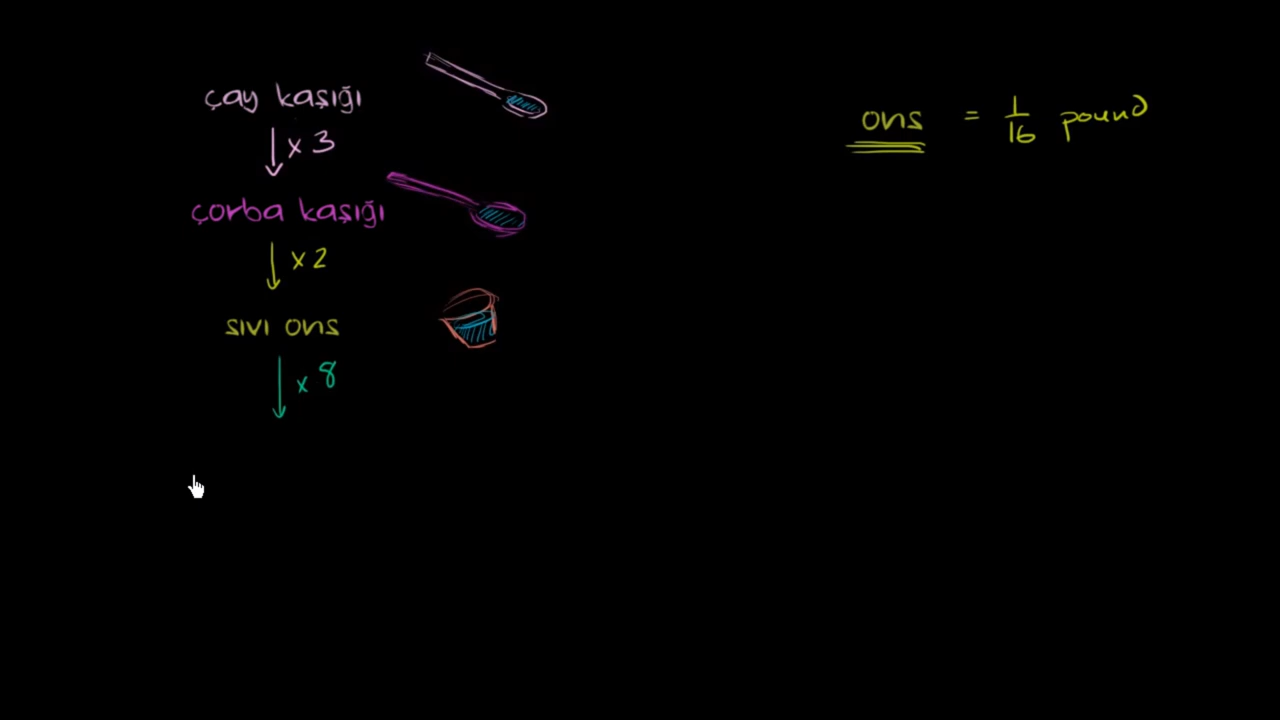 çay kaşığı
x 3
çorba kaşığı
x 2
sıvı ons
x 8
ons = 1/16 pound